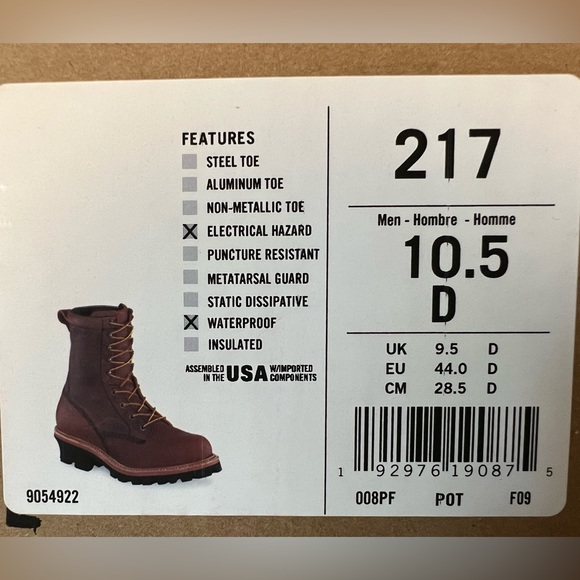 FEATURES
STEEL TOE
ALUMINUM TOE
NON-METALLIC TOE
X ELECTRICAL HAZARD
PUNCTURE RESISTANT
METATARSAL GUARD
STATIC DISSIPATIVE
X WATERPROOF
INSULATED
ASSEMBLED IN THE USA W/IMPORTED COMPONENTS
9054922
217
Men - Hombre - Homme
10.5
D
UK 9.5 D
EU 44.0 D
CM 28.5 D
1 92976 19087 5
008PF POT F09